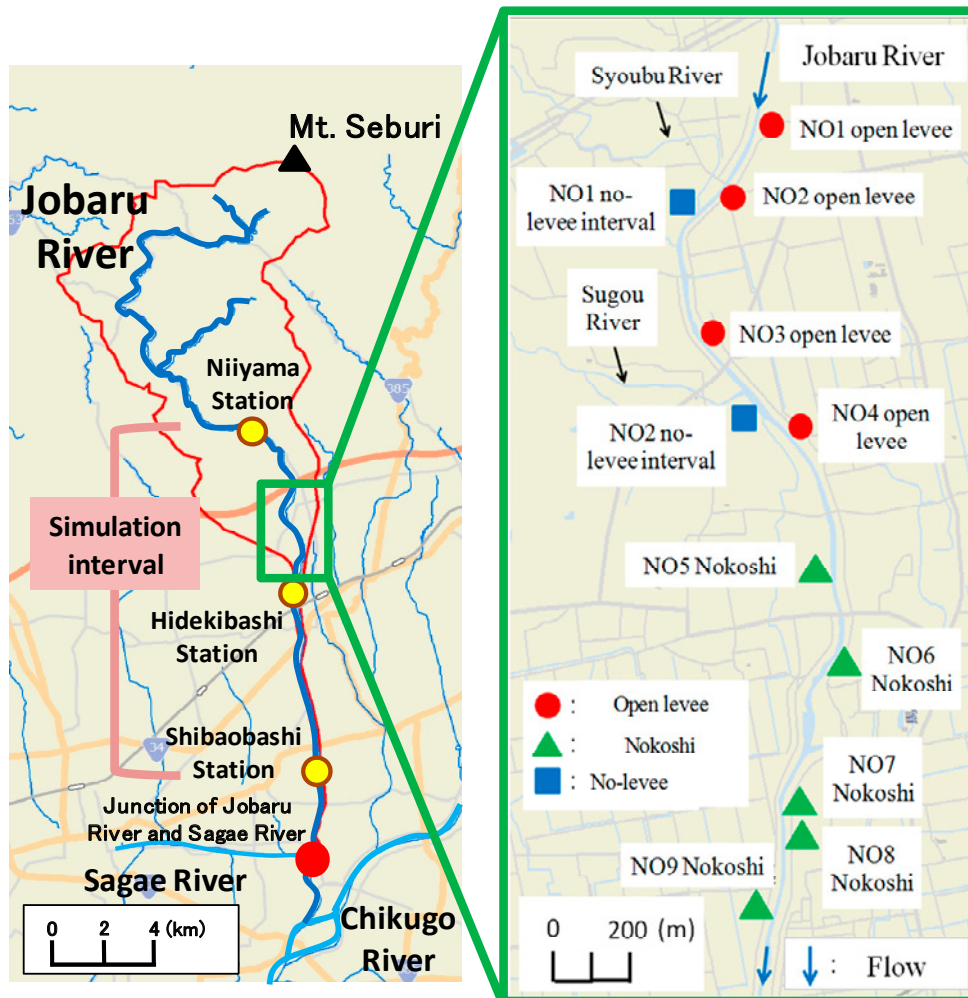 Mt. Seburi
Jobaru
River
Niiyama
Station
385
Simulation
interval
Hidekibashi
Station
34
Shibaobashi
Station
Junction of Jobaru
River and Sagae River
Sagae River
Chikugo
River
0 2 4 (km)
Jobaru River
Syoubu River
NO1 open levee
NO1 no-
levee interval
NO2 open levee
Sugou
River
NO3 open levee
NO2 no-
levee interval
NO4 open
levee
NO5 Nokoshi
NO6
Nokoshi
: Open levee
: Nokoshi
: No-levee
NO7
Nokoshi
NO8
Nokoshi
NO9 Nokoshi
0 200 (m)
: Flow